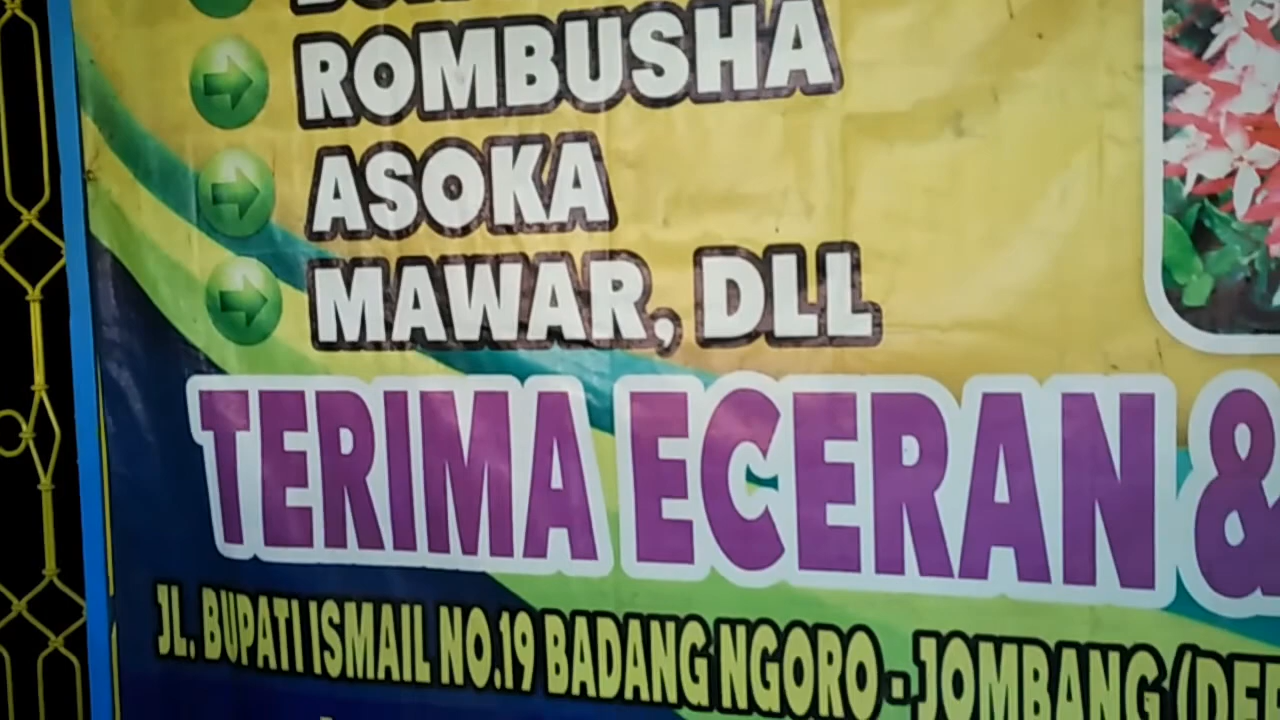 ROMBUSHA
ASOKA
MAWAR, DLL
TERIMA ECERAN &
JL. BUPATI ISMAIL NO.19 BADANG NGORO - JOMBANG